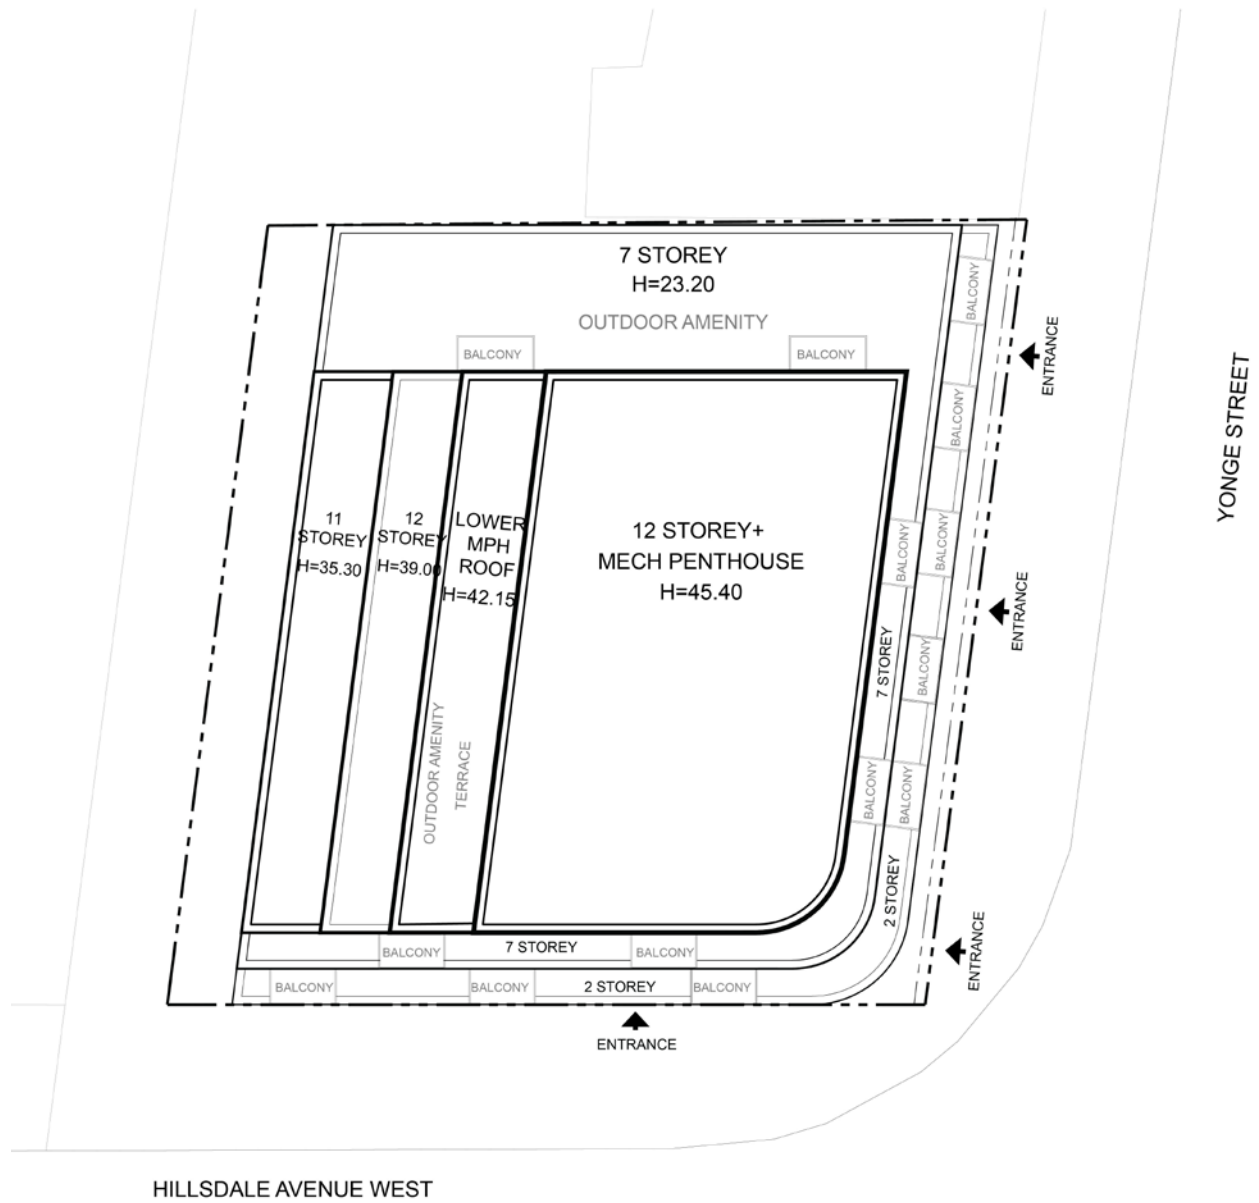 7 STOREY
H=23.20
OUTDOOR AMENITY
BALCONY
BALCONY
BALCONY
ENTRANCE
YONGE STREET
BALCONY
11
STOREY
H=35.30
12
STOREY
H=39.00
LOWER
MPH
ROOF
H=42.15
12 STOREY+
MECH PENTHOUSE
H=45.40
BALCONY
BALCONY
ENTRANCE
7 STOREY
BALCONY
OUTDOOR AMENITY
TERRACE
BALCONY
BALCONY
2 STOREY
ENTRANCE
BALCONY
7 STOREY
BALCONY
BALCONY
BALCONY
2 STOREY
BALCONY
ENTRANCE
HILLSDALE AVENUE WEST